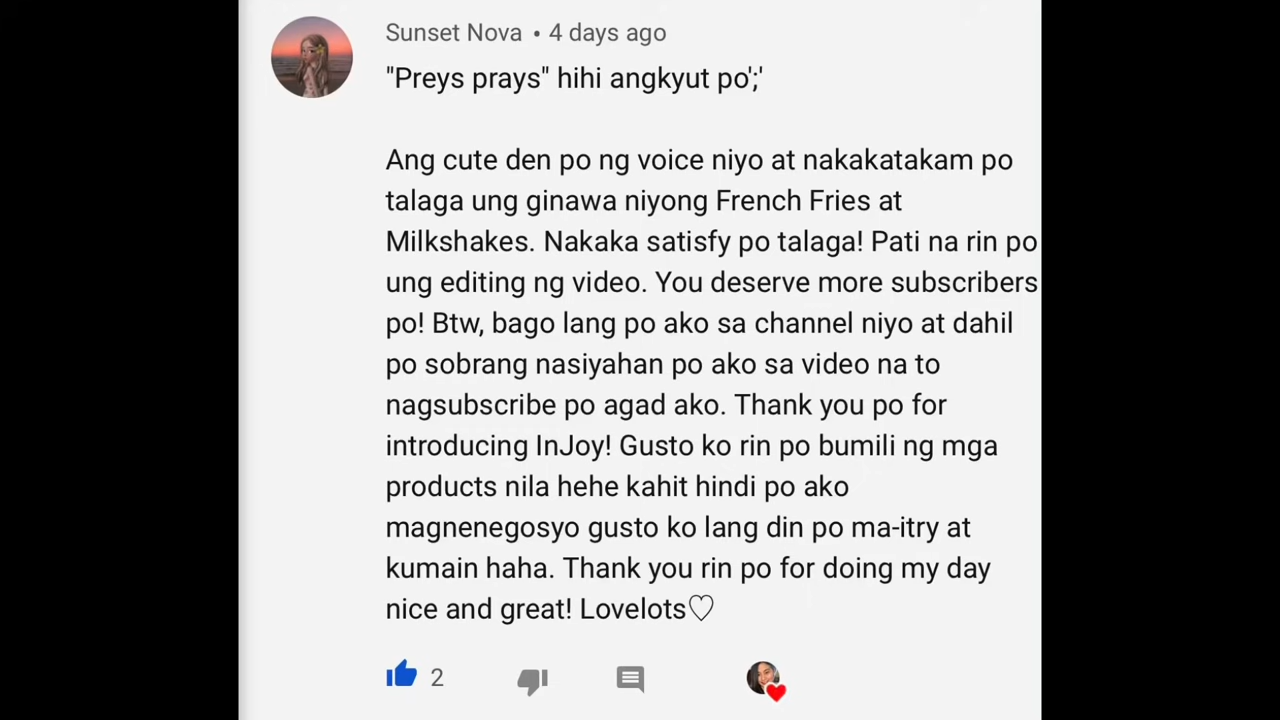 Sunset Nova • 4 days ago
"Preys prays" hihi angkyut po';'
Ang cute den po ng voice niyo at nakakatakam po
talaga ung ginawa niyong French Fries at
Milkshakes. Nakaka satisfy po talaga! Pati na rin po
ung editing ng video. You deserve more subscribers
po! Btw, bago lang po ako sa channel niyo at dahil
po sobrang nasiyahan po ako sa video na to
nagsubscribe po agad ako. Thank you po for
introducing InJoy! Gusto ko rin po bumili ng mga
products nila hehe kahit hindi po ako
magnenegosyo gusto ko lang din po ma-itry at
kumain haha. Thank you rin po for doing my day
nice and great! Lovelots♡
2